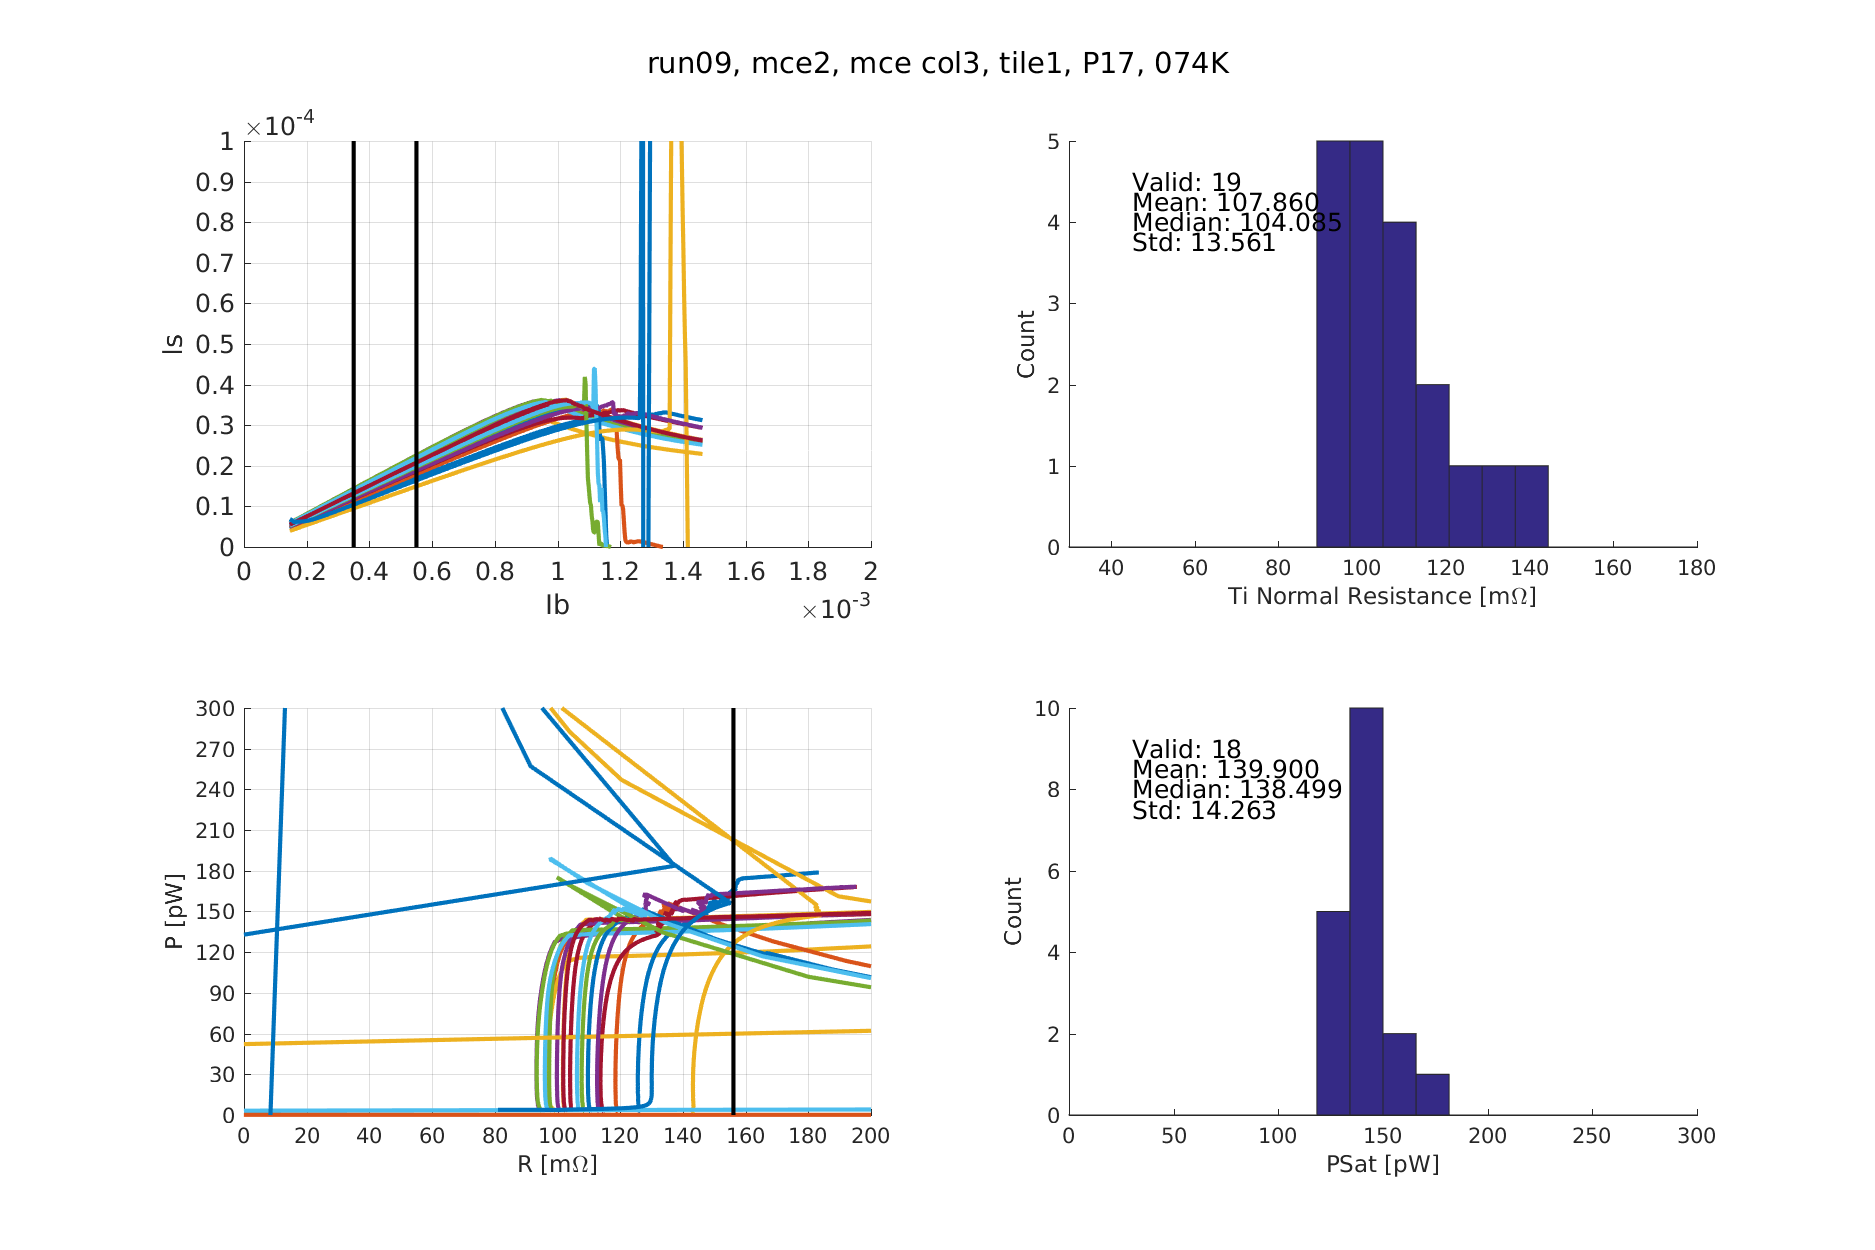 run09, mce2, mce col3, tile1, P17, 074K
×10-4
1
0.9
0.8
0.7
0.6
0.5
0.4
0.3
0.2
0.1
0
Is
0 0.2 0.4 0.6 0.8 1 1.2 1.4 1.6 1.8 2
Ib
×10-3
5
4
3
2
1
0
Count
Valid: 19
Mean: 107.860
Median: 104.085
Std: 13.561
40 60 80 100 120 140 160 180
Ti Normal Resistance [mΩ]
300
270
240
210
180
150
120
90
60
30
0
P [pW]
0 20 40 60 80 100 120 140 160 180 200
R [mΩ]
10
8
6
4
2
0
Count
Valid: 18
Mean: 139.900
Median: 138.499
Std: 14.263
0 50 100 150 200 250 300
PSat [pW]